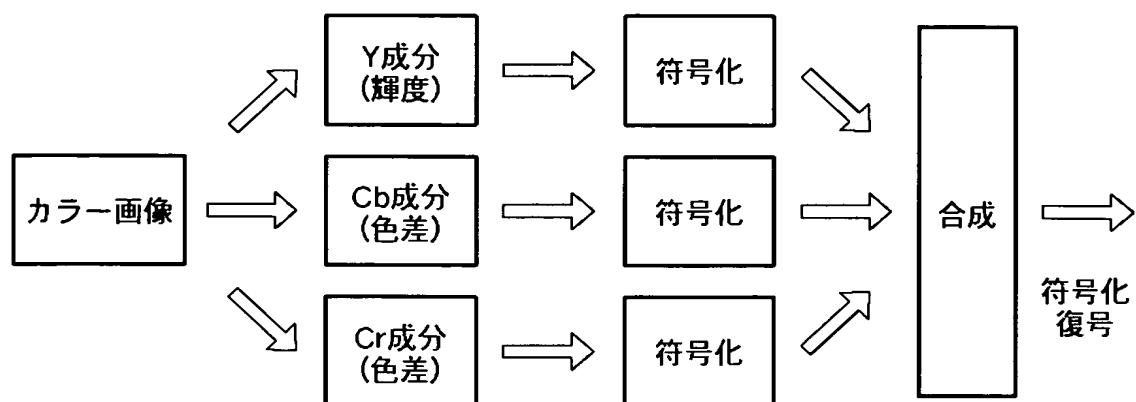 カラー画像
Y成分
(輝度)
符号化
Cb成分
(色差)
符号化
Cr成分
(色差)
符号化
合成
符号化
復号